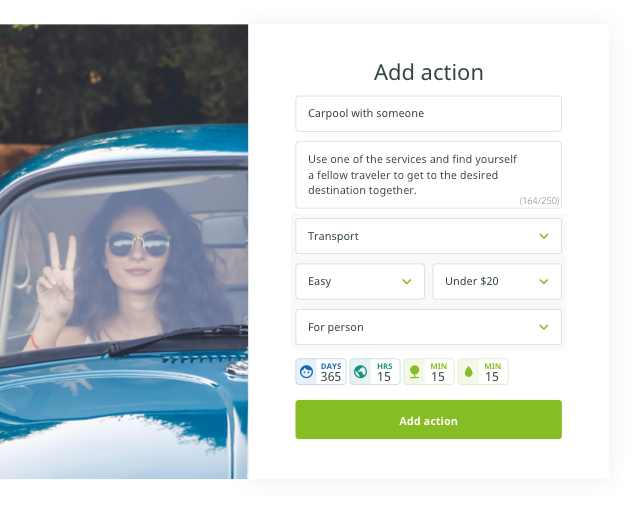 Add action
Carpool with someone
Use one of the services and find yourself
a fellow traveler to get to the desired
destination together.
(164/250)
Transport
Easy
Under $20
For person
DAYS
365
HRS
15
MIN
15
MIN
15
Add action